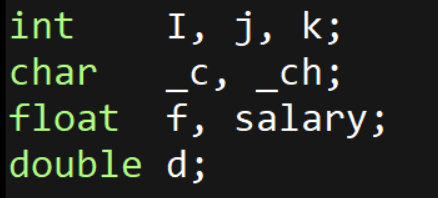 int    I, j, k;
char   _c, _ch;
float  f, salary;
double d;